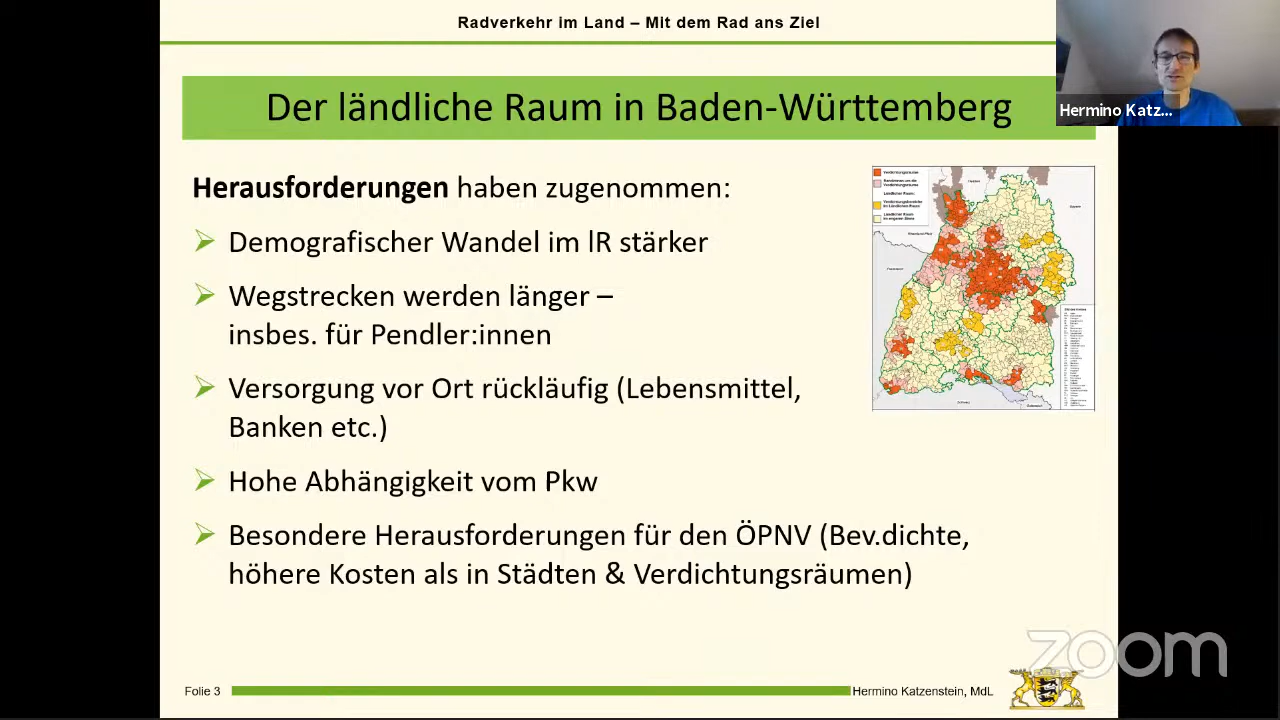 Radverkehr im Land – Mit dem Rad ans Ziel
Der ländliche Raum in Baden-Württemberg
Hermino Katz...
Herausforderungen haben zugenommen:
Demografischer Wandel im lR stärker
Wegstrecken werden länger –
insbes. für Pendler:innen
Versorgung vor Ort rückläufig (Lebensmittel,
Banken etc.)
Hohe Abhängigkeit vom Pkw
Besondere Herausforderungen für den ÖPNV (Bev.dichte,
höhere Kosten als in Städten & Verdichtungsräumen)
zoom
Folie 3
Hermino Katzenstein, MdL